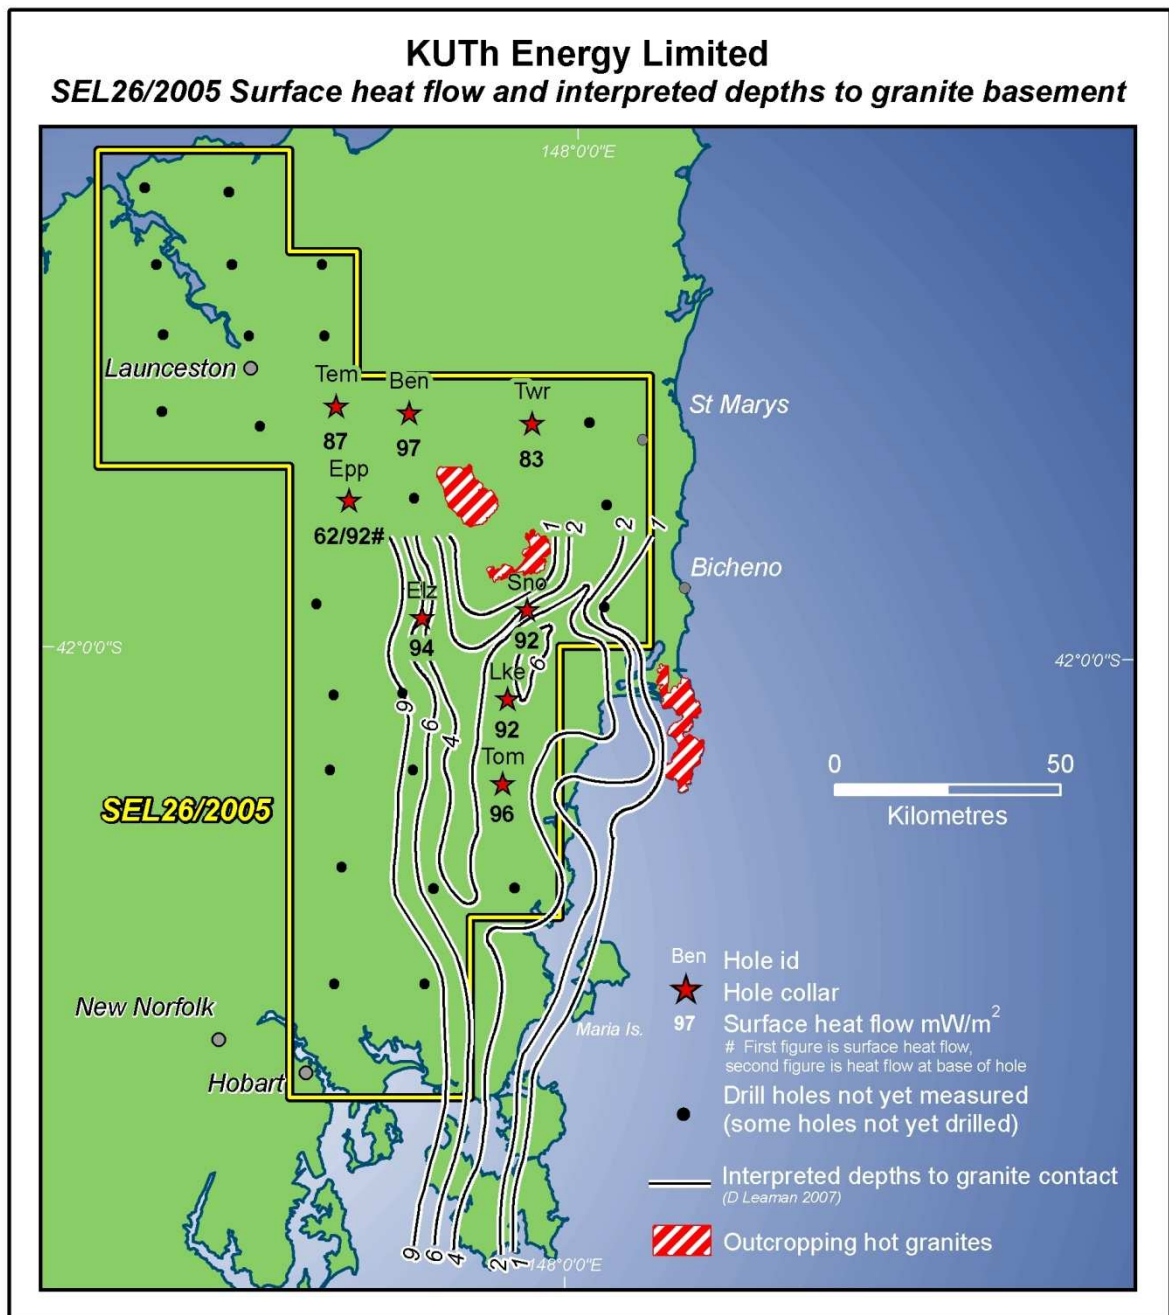 KUTh Energy Limited
SEL26/2005 Surface heat flow and interpreted depths to granite basement
148°0'0"E
Launceston
Tem
Ben
Twr
St Marys
87
97
83
Epp
62/92#
1
2
2
1
Bicheno
Elz
Sno
94
92
42°0'0"S
42°0'0"S
6
Lke
9
6
4
92
Tom
0
50
Kilometres
SEL26/2005
96
Ben Hole id
Hole collar
97 Surface heat flow mW/m²
# First figure is surface heat flow,
second figure is heat flow at base of hole
New Norfolk
Maria Is.
Hobart
Drill holes not yet measured
(some holes not yet drilled)
Interpreted depths to granite contact
(D Leaman 2007)
Outcropping hot granites
9
6
4
2
1
148°0'0"E